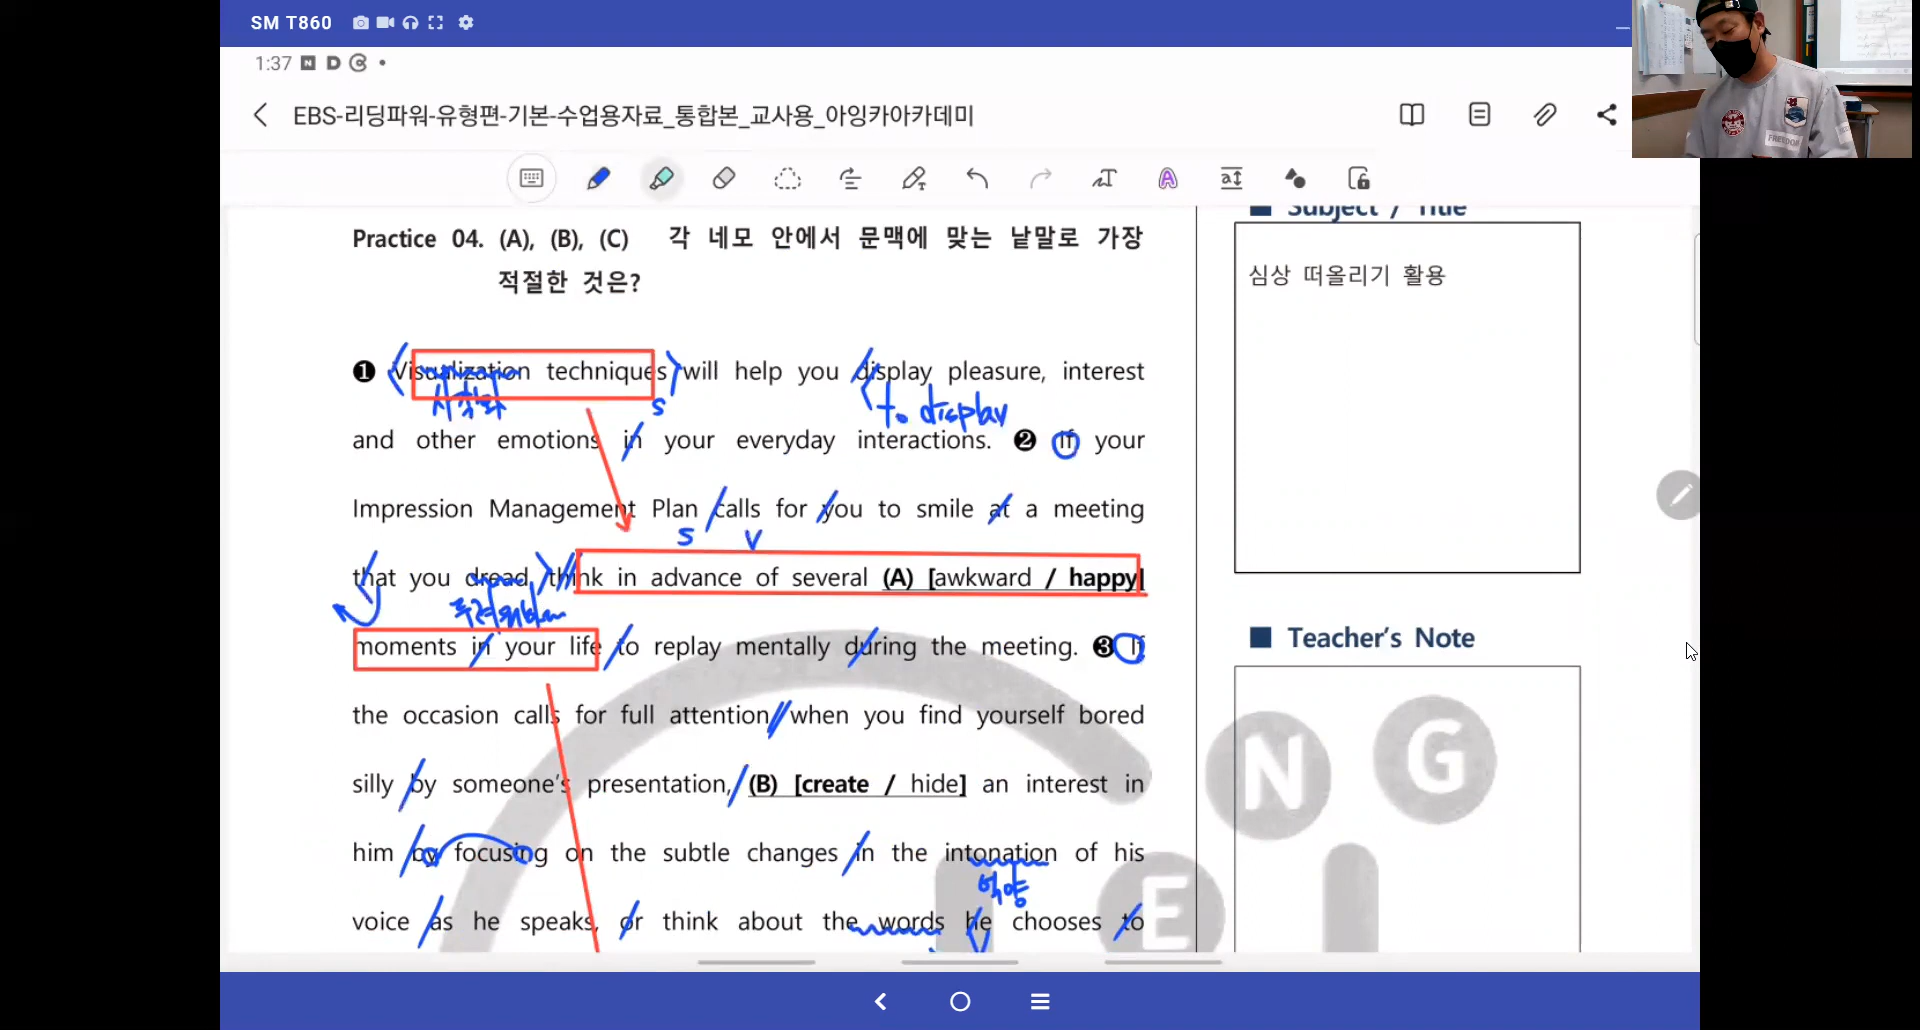 SM T860
1:37
EBS-리딩파워-유형편-기본-수업용자료_통합본_교사용_아잉카아카데미
Practice 04. (A), (B), (C) 각 네모 안에서 문맥에 맞는 낱말로 가장
적절한 것은?
❶ Visualization techniques will help you display pleasure, interest
시각화
s
to display
and other emotions in your everyday interactions. ❷ If your
Impression Management Plan calls for you to smile at a meeting
s v
that you dread, think in advance of several (A) [awkward / happy]
moments in your life to replay mentally during the meeting. ❸ If
the occasion calls for full attention when you find yourself bored
silly by someone's presentation, (B) [create / hide] an interest in
him by focusing on the subtle changes in the intonation of his
억양
voice as he speaks, or think about the words he chooses to
Subject / Title
심상 떠올리기 활용
Teacher's Note
N G
E
FREEDOM